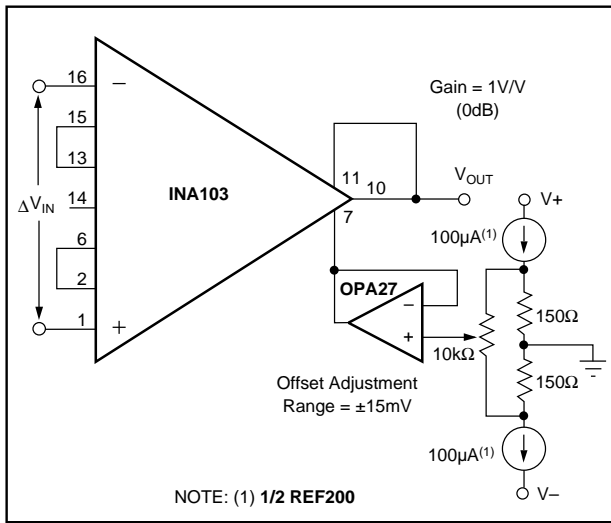 16
−
15
13
14
6
2
1
+
ΔV_IN
INA103
11
10
7
Gain = 1V/V
(0dB)
V_OUT
V+
100µA(1)
OPA27
−
+
10kΩ
150Ω
150Ω
Offset Adjustment
Range = ±15mV
100µA(1)
V–
NOTE: (1) 1/2 REF200